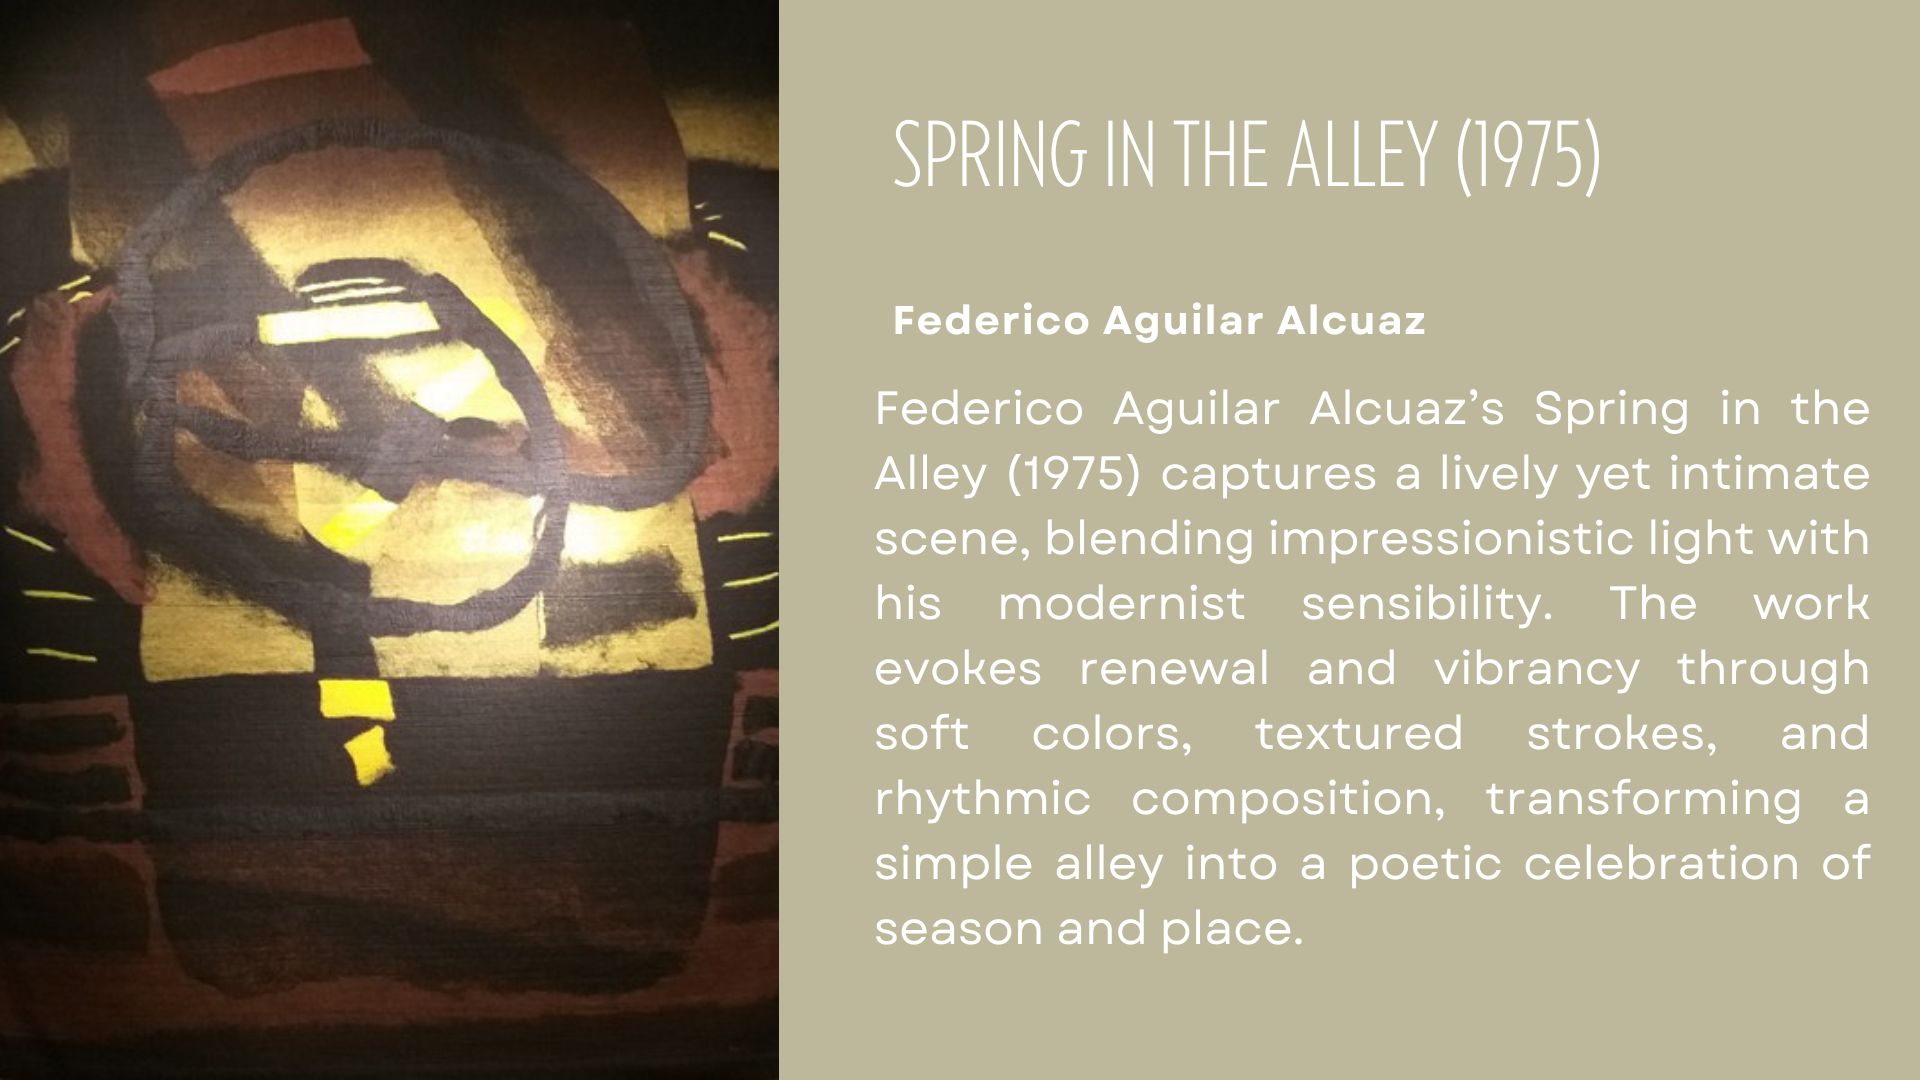 SPRING IN THE ALLEY (1975)
Federico Aguilar Alcuaz
Federico Aguilar Alcuaz’s Spring in the
Alley (1975) captures a lively yet intimate
scene, blending impressionistic light with
his modernist sensibility. The work
evokes renewal and vibrancy through
soft colors, textured strokes, and
rhythmic composition, transforming a
simple alley into a poetic celebration of
season and place.